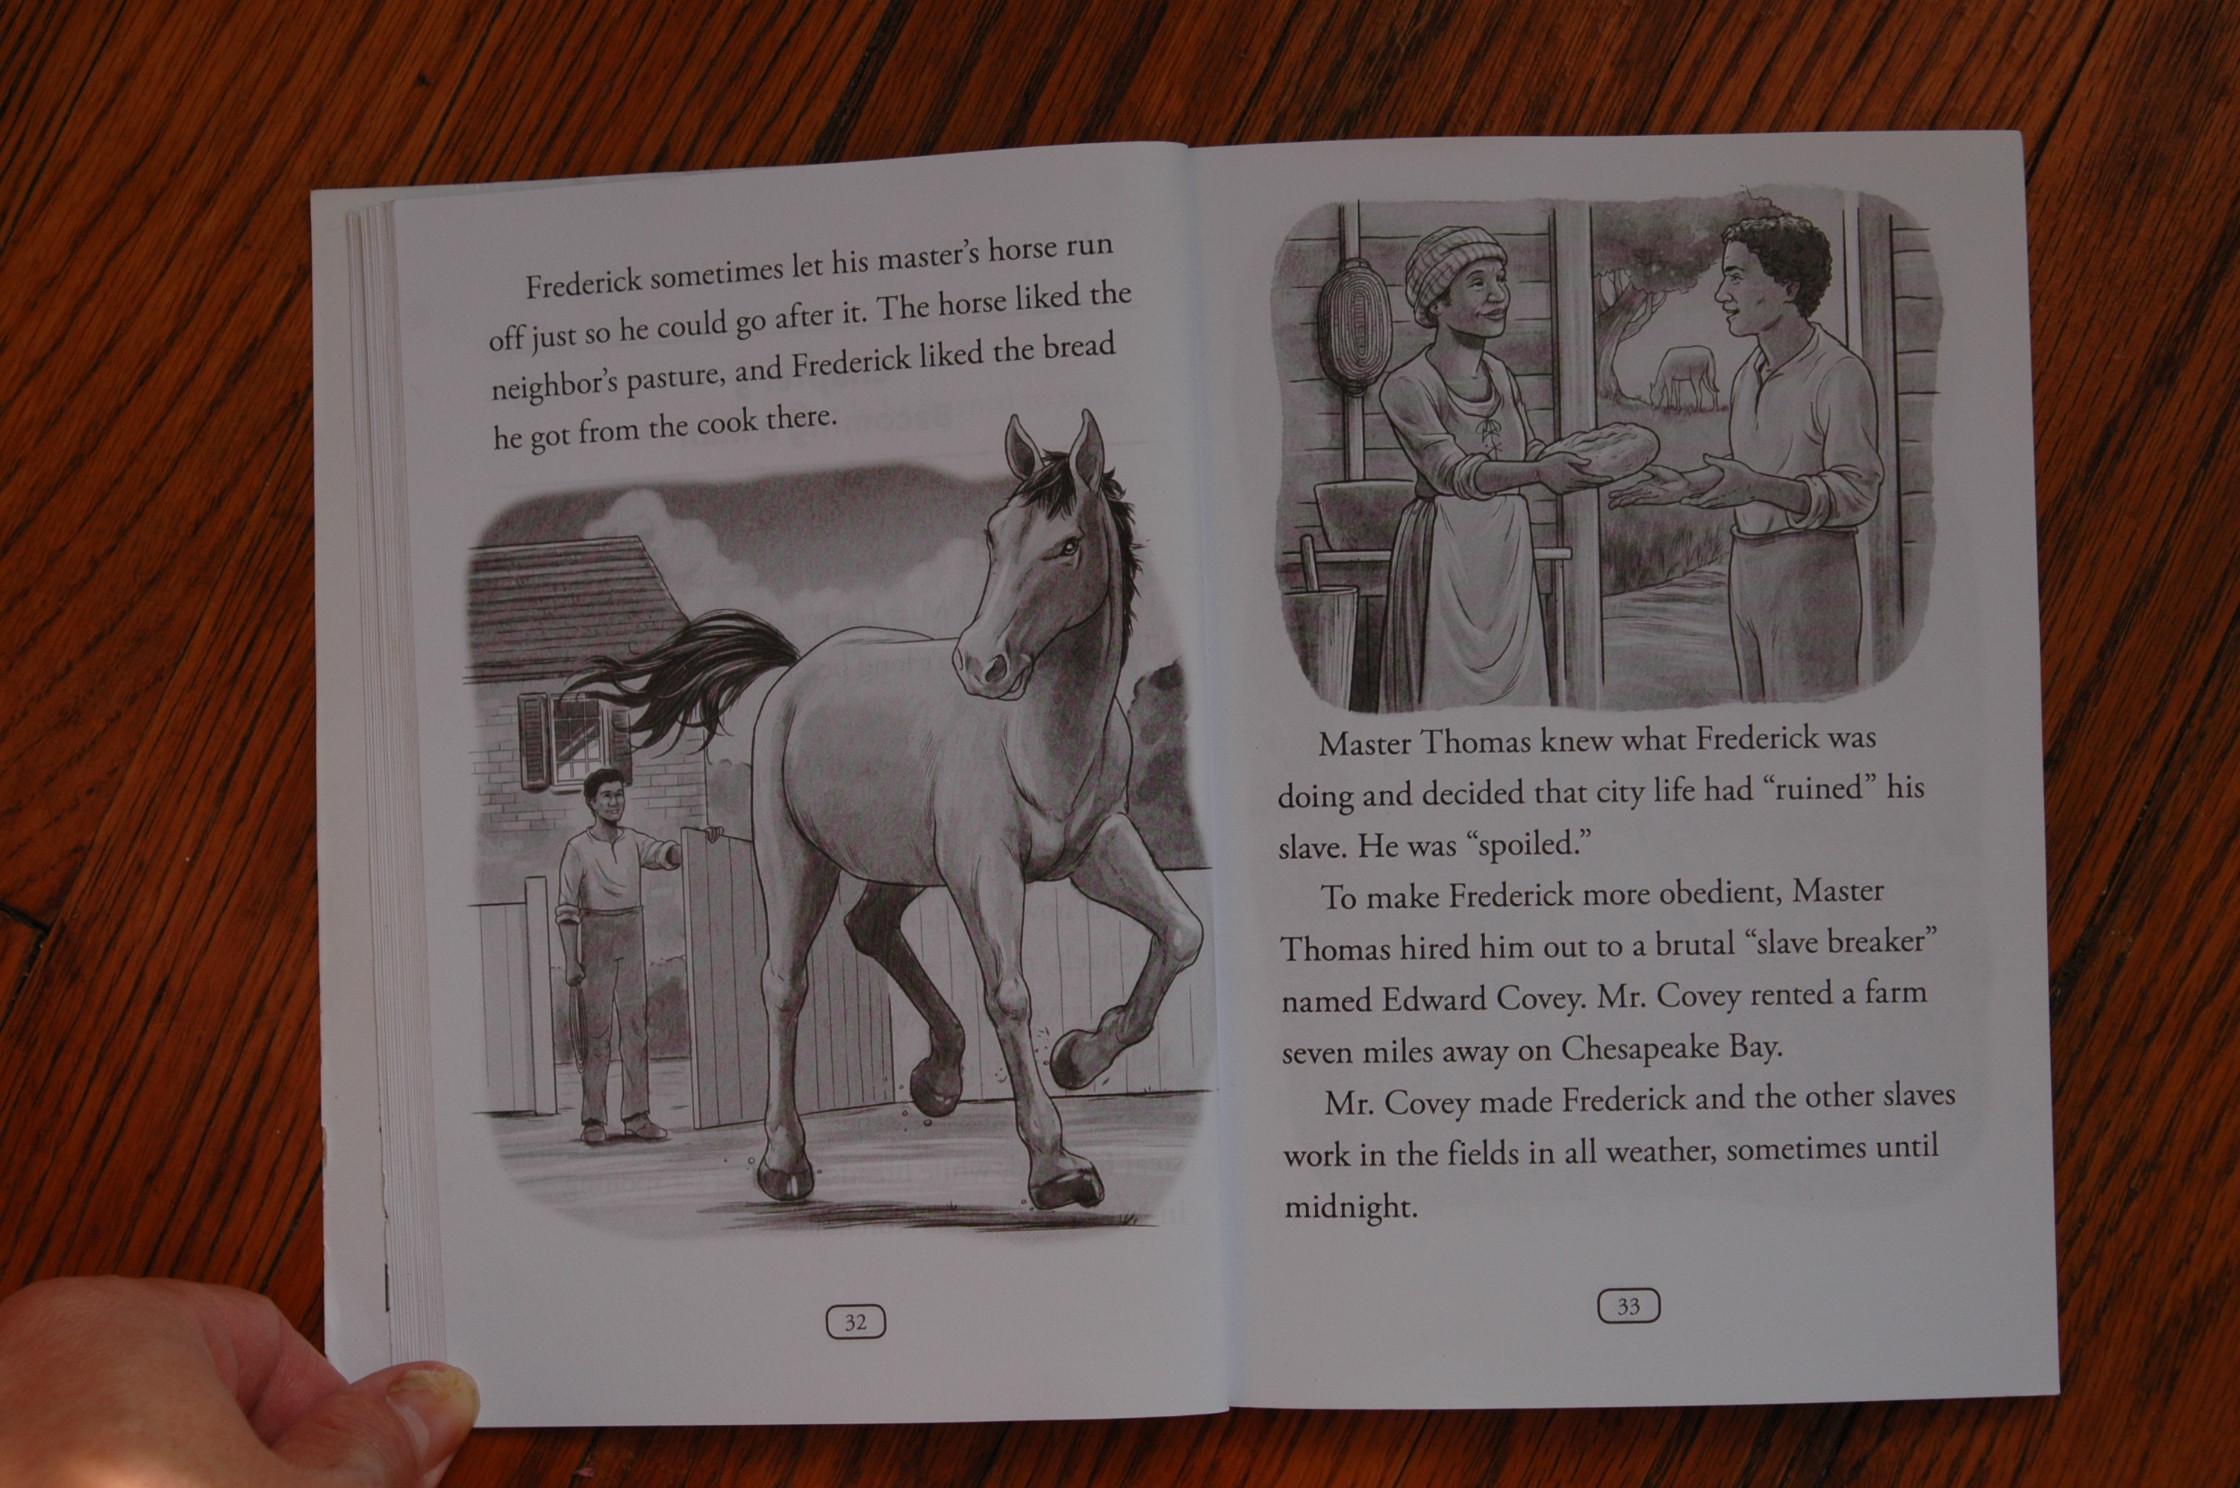 Frederick sometimes let his master's horse run
off just so he could go after it. The horse liked the
neighbor's pasture, and Frederick liked the bread
he got from the cook there.
32
Master Thomas knew what Frederick was
doing and decided that city life had “ruined” his
slave. He was “spoiled.”
To make Frederick more obedient, Master
Thomas hired him out to a brutal “slave breaker”
named Edward Covey. Mr. Covey rented a farm
seven miles away on Chesapeake Bay.
Mr. Covey made Frederick and the other slaves
work in the fields in all weather, sometimes until
midnight.
33